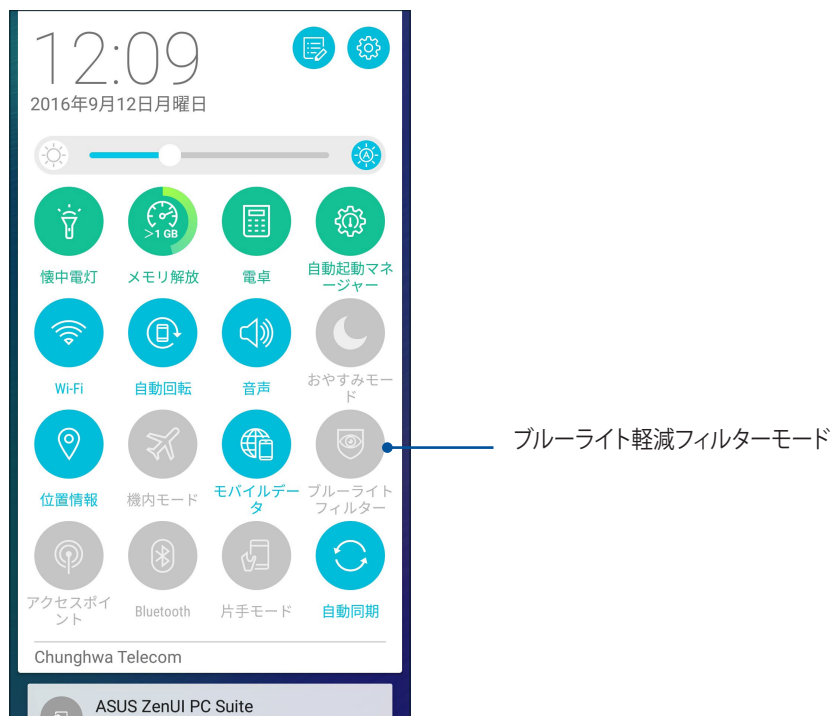 12:09
2016年9月12日月曜日
A
>1 GB
懐中電灯
メモリ解放
電卓
自動起動マネ
ージャー
Wi-Fi
自動回転
音声
おやすみモー
ド
位置情報
機内モード
モバイルデー
タ
ブルーライト
フィルター
ブルーライト軽減フィルターモード
アクセスポイ
ント
Bluetooth
片手モード
自動同期
Chunghwa Telecom
ASUS ZenUI PC Suite